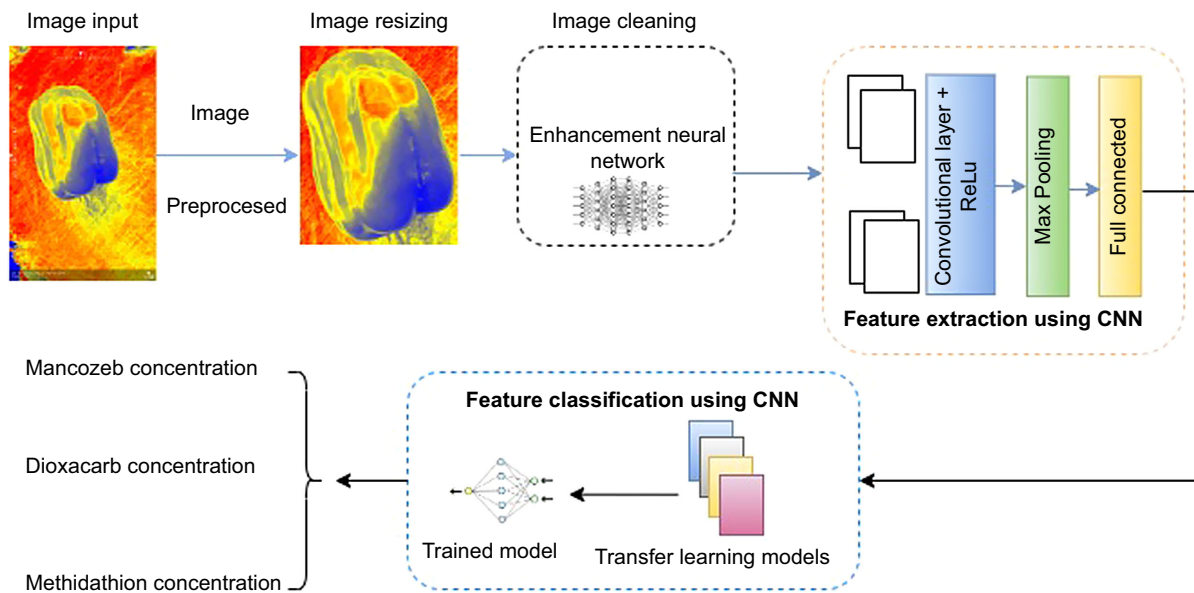 Image input
Image resizing
Image cleaning
Image
Preprocesed
Enhancement neural
network
Convolutional layer +
ReLu
Max Pooling
Full connected
Feature extraction using CNN
Mancozeb concentration
Dioxacarb concentration
Methidathion concentration
Feature classification using CNN
Trained model
Transfer learning models